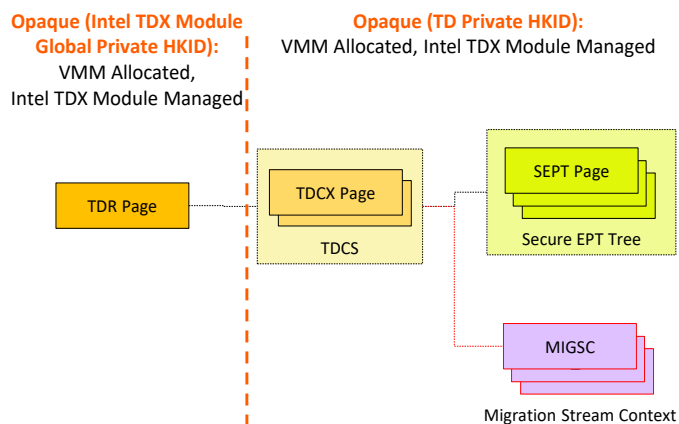 Opaque (Intel TDX Module
Global Private HKID):
VMM Allocated,
Intel TDX Module Managed
Opaque (TD Private HKID):
VMM Allocated, Intel TDX Module Managed
TDR Page
TDCX Page
TDCS
SEPT Page
Secure EPT Tree
MIGSC
Migration Stream Context